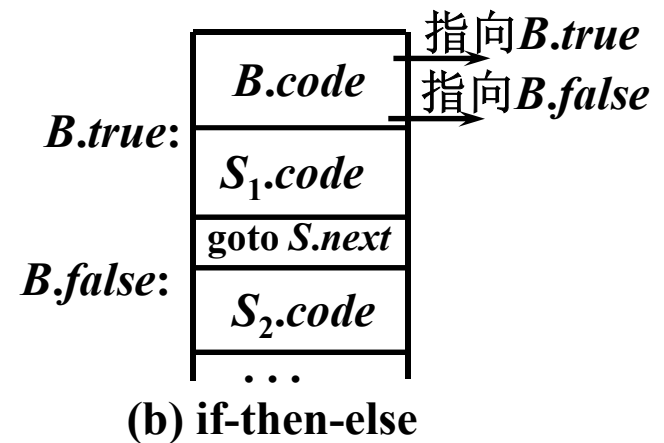 指向B.true
B.code
指向B.false
B.true:
S₁.code
goto S.next
B.false:
S₂.code
...
(b) if-then-else